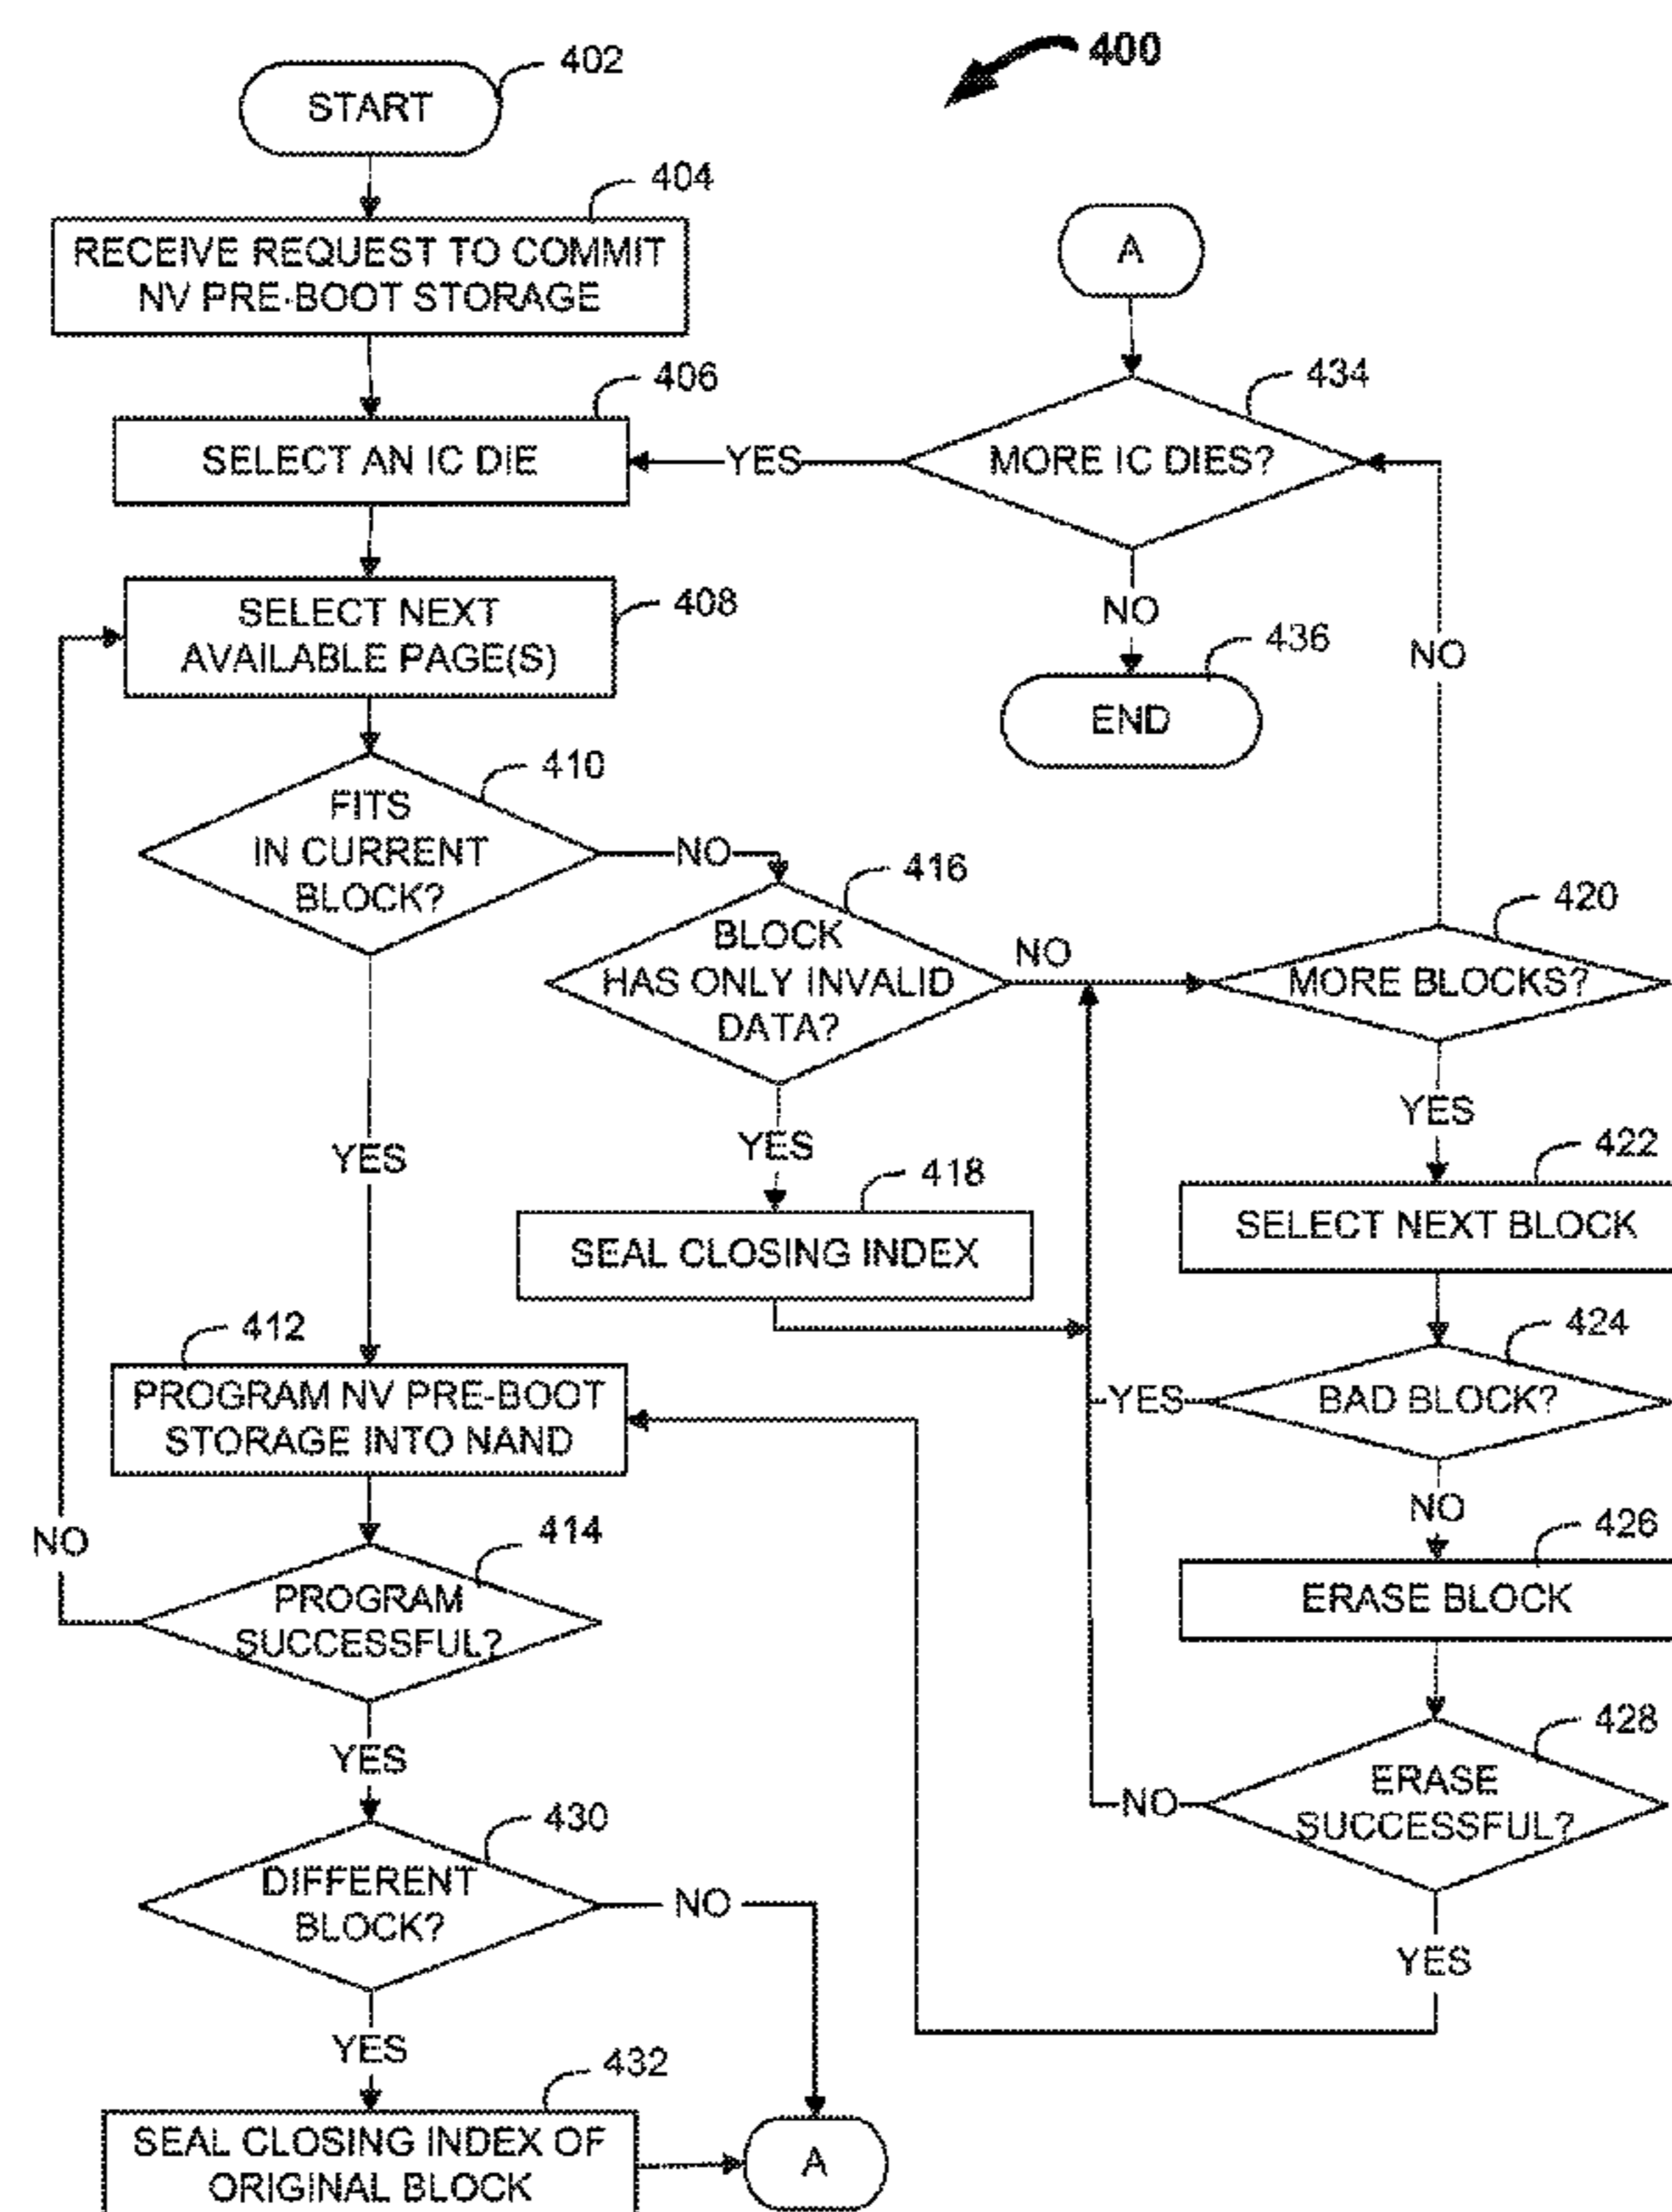 400
402
START
404
RECEIVE REQUEST TO COMMIT
NV PRE-BOOT STORAGE
406
SELECT AN IC DIE
408
SELECT NEXT
AVAILABLE PAGE(S)
410
FITS
IN CURRENT
BLOCK?
NO
YES
412
PROGRAM NV PRE-BOOT
STORAGE INTO NAND
414
PROGRAM
SUCCESSFUL?
NO
YES
430
DIFFERENT
BLOCK?
NO
YES
432
SEAL CLOSING INDEX OF
ORIGINAL BLOCK
A
416
BLOCK
HAS ONLY INVALID
DATA?
NO
YES
418
SEAL CLOSING INDEX
A
434
MORE IC DIES?
YES
NO
436
END
420
MORE BLOCKS?
NO
YES
422
SELECT NEXT BLOCK
424
BAD BLOCK?
YES
NO
426
ERASE BLOCK
428
ERASE
SUCCESSFUL?
NO
YES